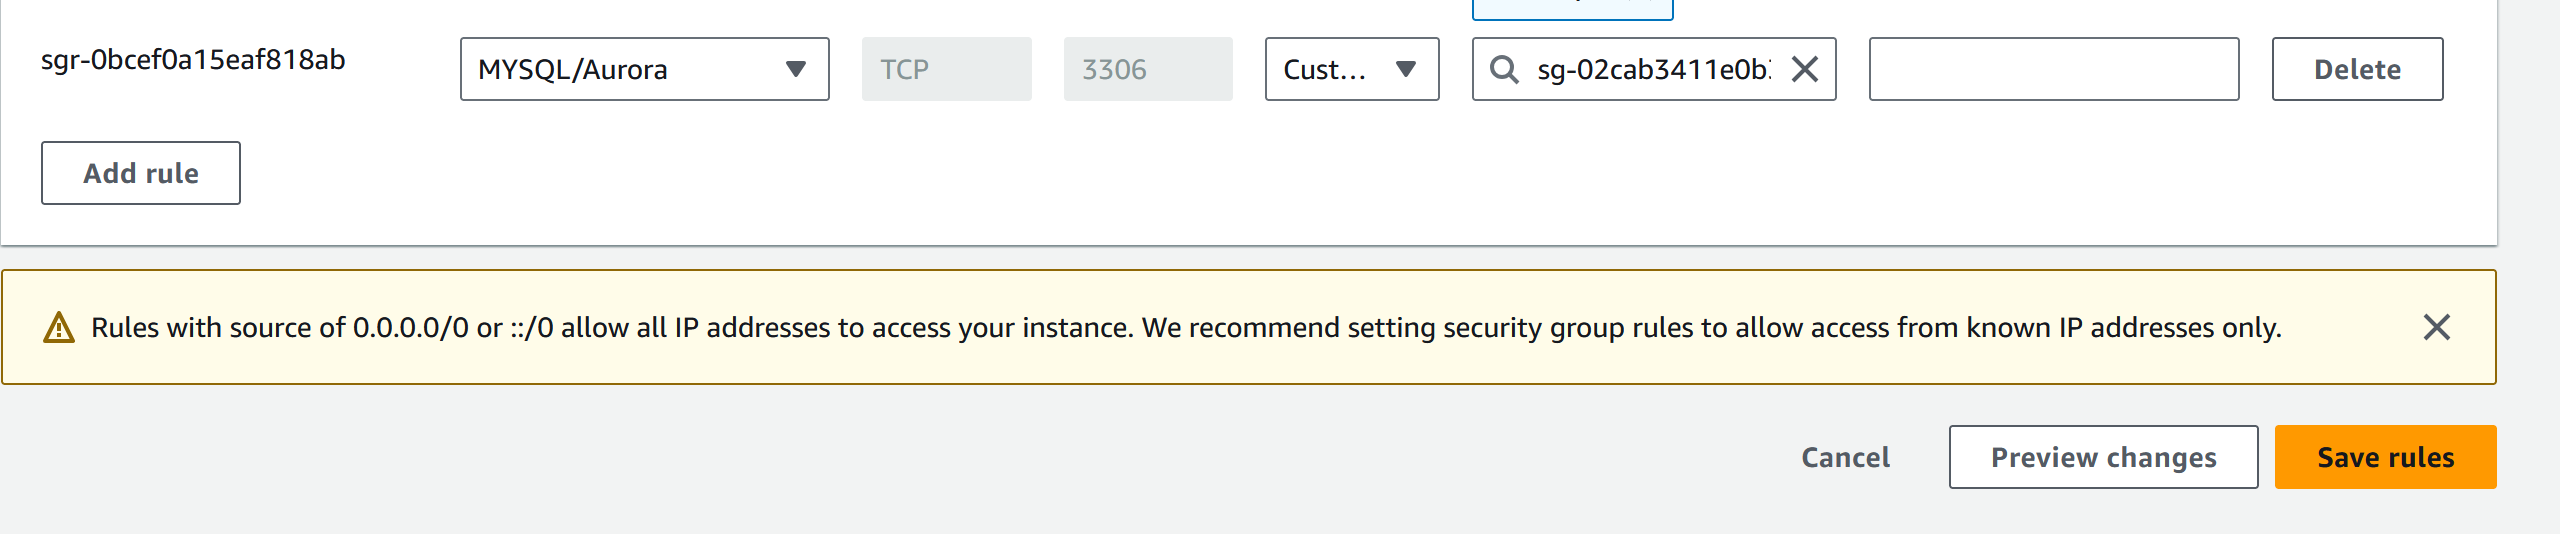 sgr-0bcef0a15eaf818ab
MYSQL/Aurora
TCP
3306
Cust...
sg-02cab3411e0b
Delete
Add rule
Rules with source of 0.0.0.0/0 or ::/0 allow all IP addresses to access your instance. We recommend setting security group rules to allow access from known IP addresses only.
Cancel
Preview changes
Save rules